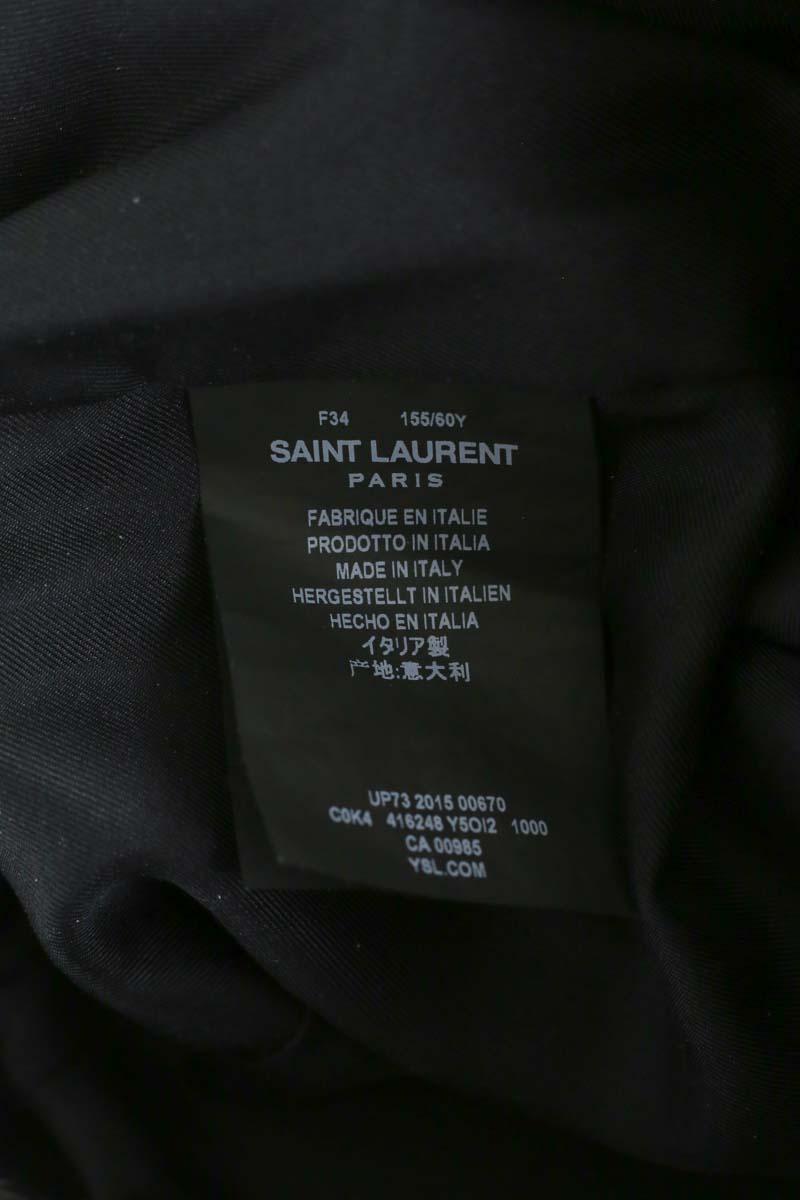 F34 155/60Y
SAINT LAURENT
PARIS
FABRIQUE EN ITALIE
PRODOTTO IN ITALIA
MADE IN ITALY
HERGESTELLT IN ITALIEN
HECHO EN ITALIA
イタリア製
产地:意大利
UP73 2015 00670
C0K4 416248 Y5OI2 1000
CA 00985
YSL.COM